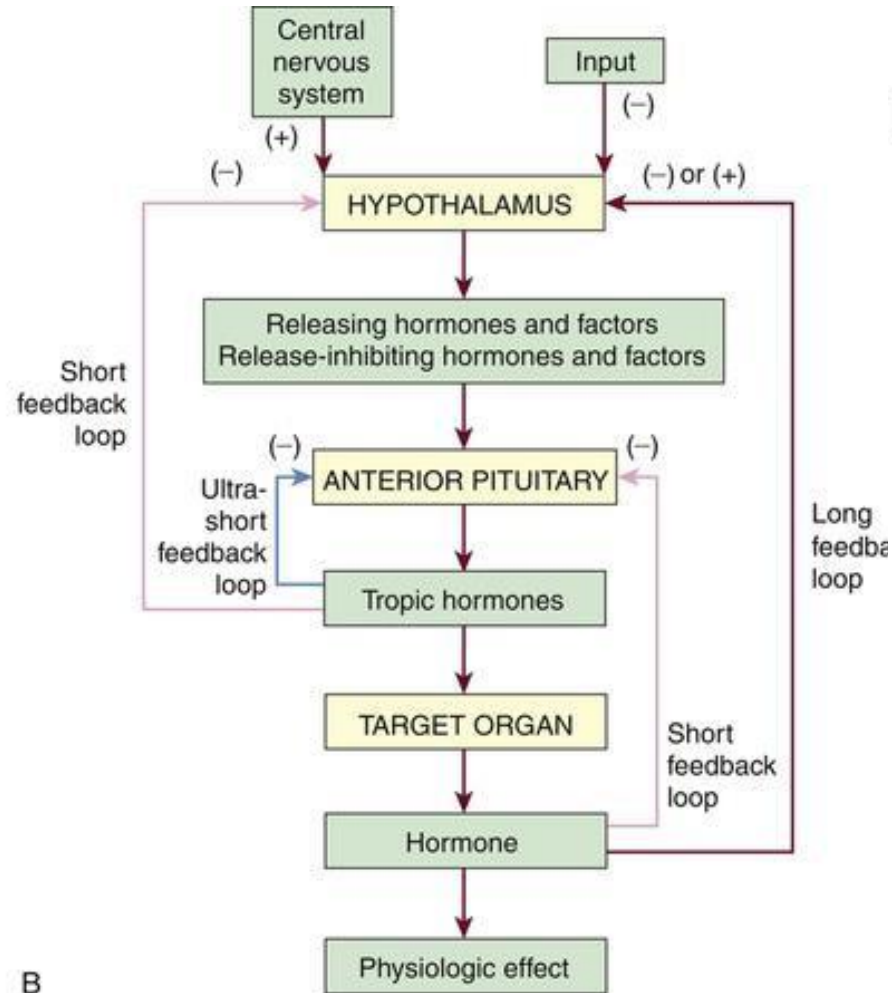 Central
nervous
system
Input
(+)
(–)
(–)
(–) or (+)
HYPOTHALAMUS
Releasing hormones and factors
Release-inhibiting hormones and factors
Short
feedback
loop
(–)
(–)
ANTERIOR PITUITARY
Ultra-
short
feedback
loop
Long
feedba
loop
Tropic hormones
TARGET ORGAN
Short
feedback
loop
Hormone
Physiologic effect
B